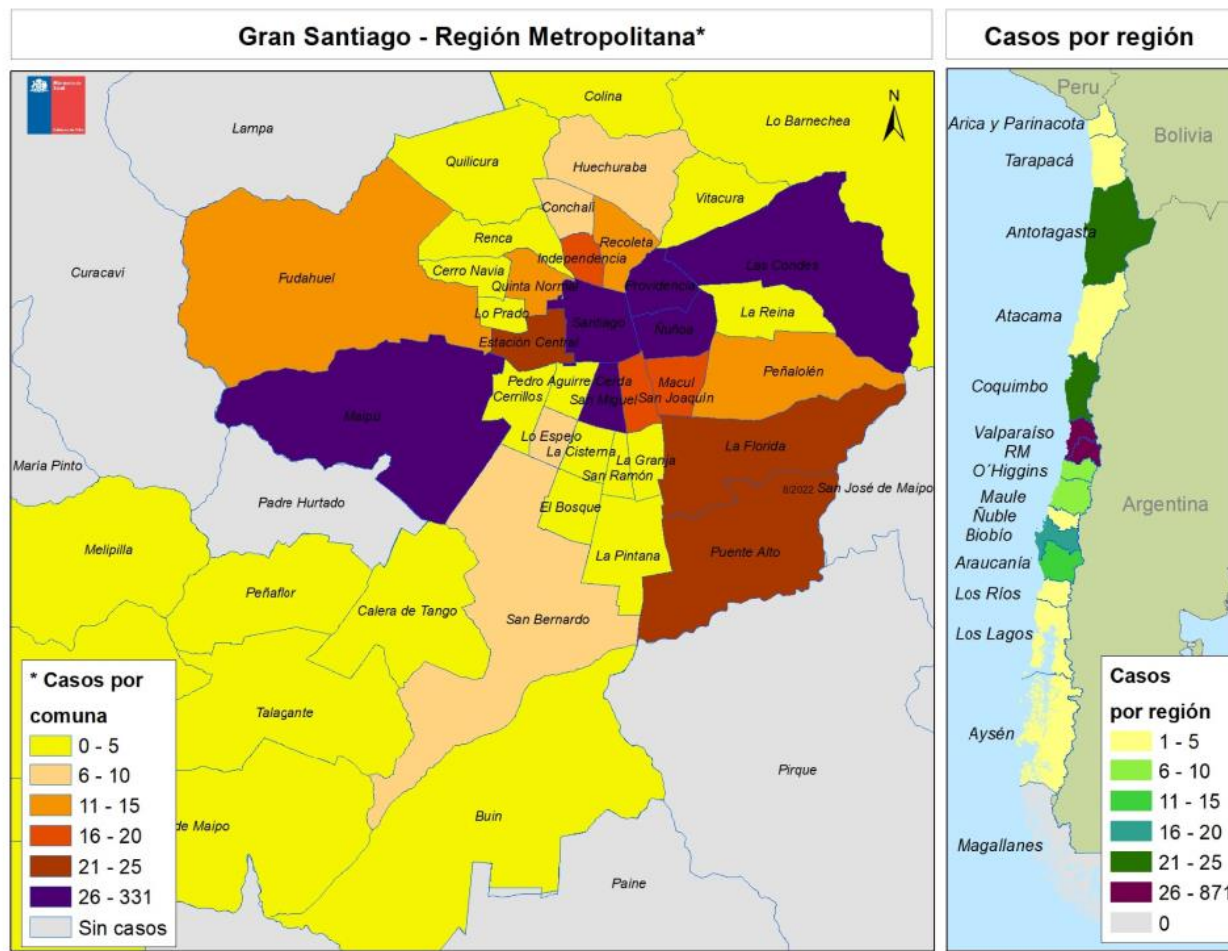 Gran Santiago - Región Metropolitana*
Casos por región
N
Colina
Lampa
Lo Barnechea
Quilicura
Huechuraba
Vitacura
Conchalí
Renca
Recoleta
Independencia
Curacaví
Cerro Navia
Las Condes
Pudahuel
Quinta Normal
Providencia
Lo Prado
Santiago
Ñuñoa
La Reina
Estación Central
Pedro Aguirre Cerda
Macul
Peñalolén
Cerrillos
San Miguel
San Joaquín
Maipú
Lo Espejo
La Cisterna
La Florida
La Granja
Maria Pinto
San Ramón
8/2022
San José de Maipo
Padre Hurtado
El Bosque
Melipilla
La Pintana
Puente Alto
Peñaflor
Calera de Tango
San Bernardo
Talagante
Pirque
de Maipo
Buin
Paine
* Casos por
comuna
0 - 5
6 - 10
11 - 15
16 - 20
21 - 25
26 - 331
Sin casos
Peru
Arica y Parinacota
Bolivia
Tarapacá
Antofagasta
Atacama
Coquimbo
Valparaíso
RM
O´Higgins
Maule
Argentina
Ñuble
Biobío
Araucanía
Los Ríos
Los Lagos
Aysén
Magallanes
Casos
por región
1 - 5
6 - 10
11 - 15
16 - 20
21 - 25
26 - 871
0